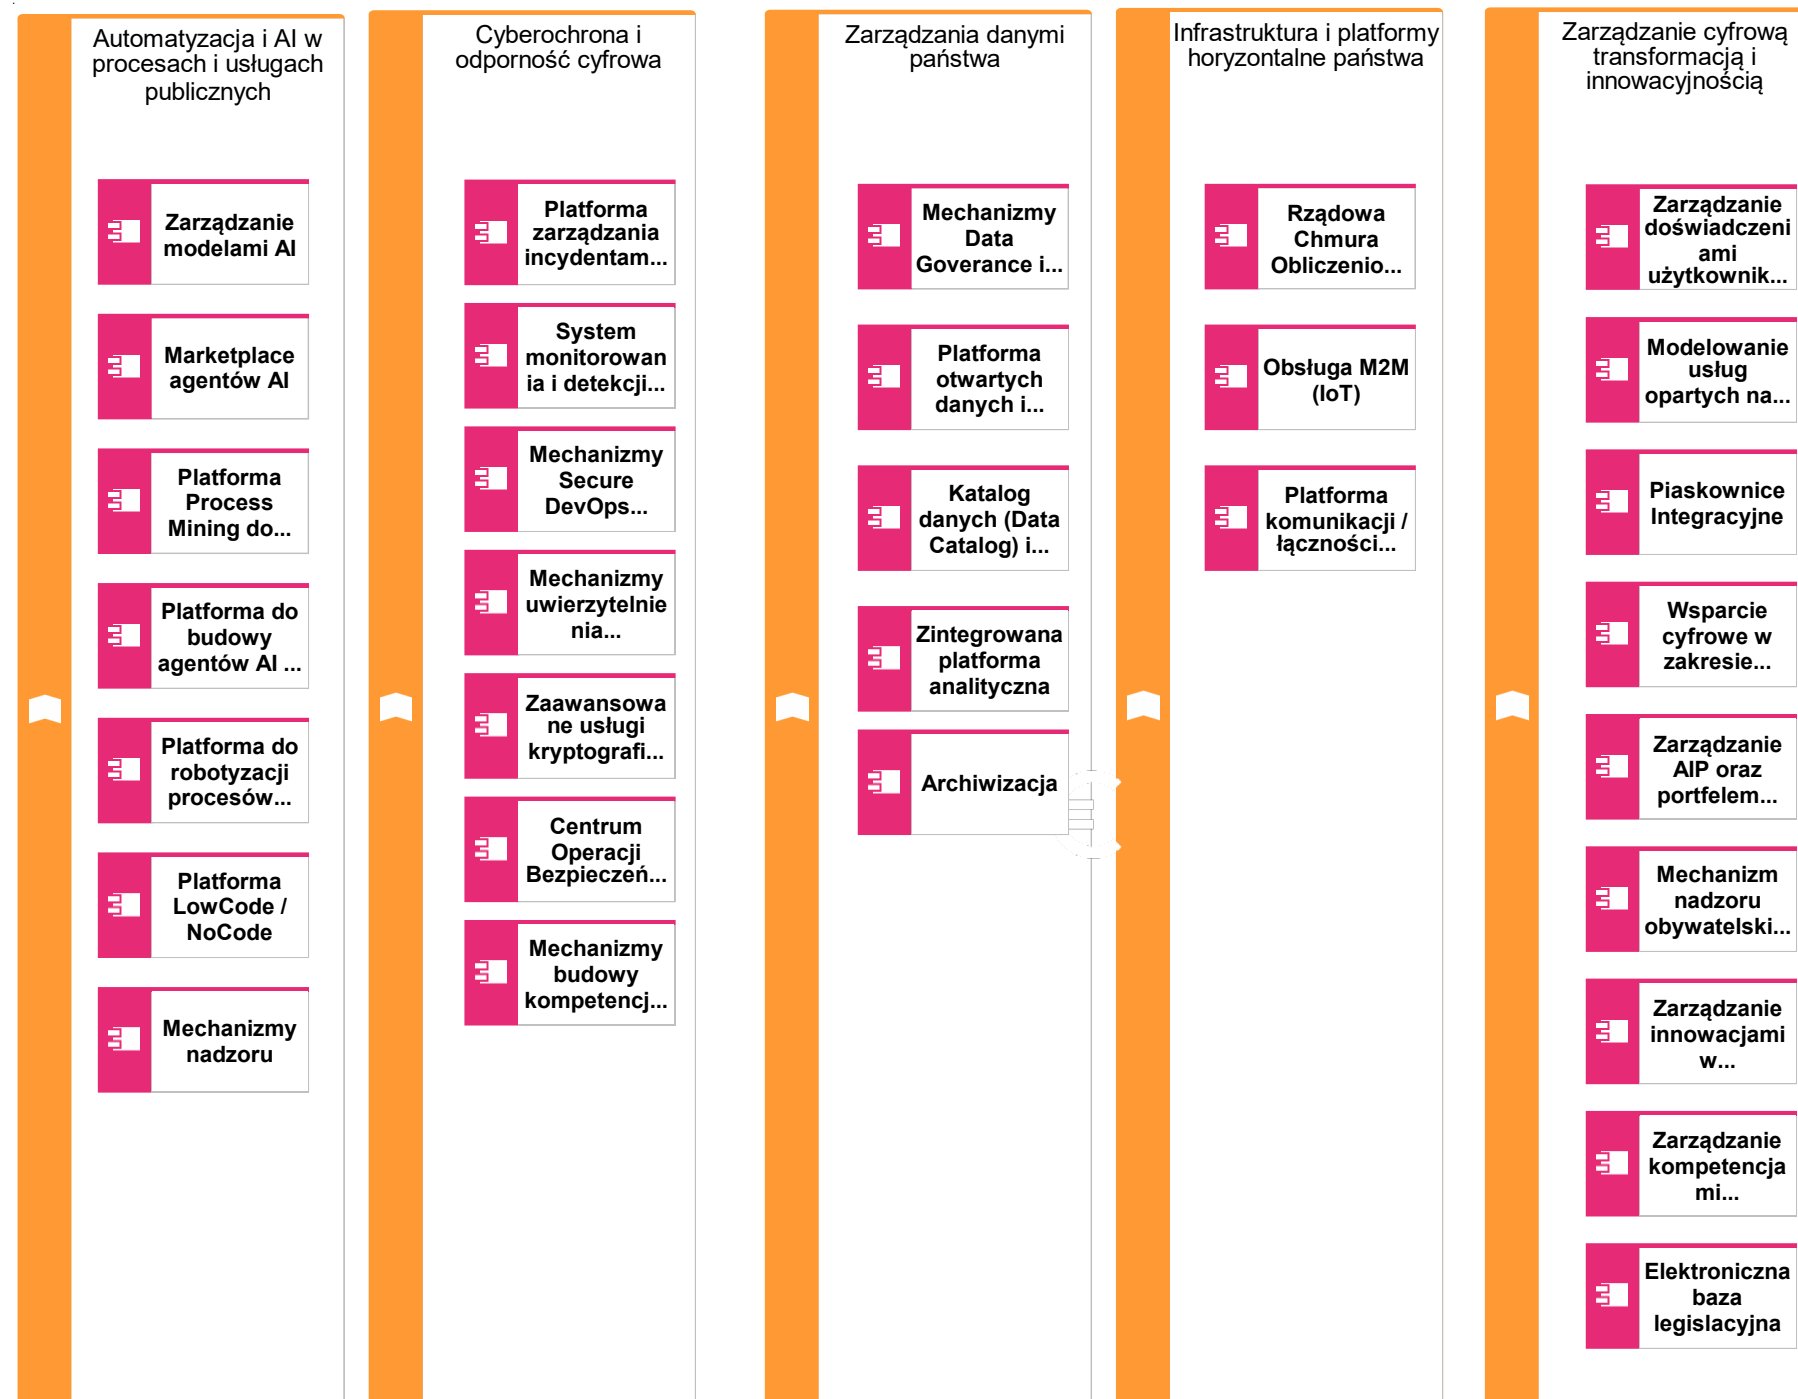 Automatyzacja i AI w
procesach i usługach
publicznych
Zarządzanie
modelami AI
Marketplace
agentów AI
Platforma
Process
Mining do...
Platforma do
budowy
agentów AI ...
Platforma do
robotyzacji
procesów...
Platforma
LowCode /
NoCode
Mechanizmy
nadzoru
Cyberochrona i
odporność cyfrowa
Platforma
zarządzania
incydentam...
System
monitorowan
ia i detekcji...
Mechanizmy
Secure
DevOps...
Mechanizmy
uwierzytelnie
nia...
Zaawansowa
ne usługi
kryptografi...
Centrum
Operacji
Bezpieczeń...
Mechanizmy
budowy
kompetencj...
Zarządzania danymi
państwa
Mechanizmy
Data
Goverance i...
Platforma
otwartych
danych i...
Katalog
danych (Data
Catalog) i...
Zintegrowana
platforma
analityczna
Archiwizacja
Infrastruktura i platformy
horyzontalne państwa
Rządowa
Chmura
Obliczenio...
Obsługa M2M
(IoT)
Platforma
komunikacji /
łączności...
Zarządzanie cyfrową
transformacją i
innowacyjnością
Zarządzanie
doświadczeni
ami
użytkownik...
Modelowanie
usług
opartych na...
Piaskownice
Integracyjne
Wsparcie
cyfrowe w
zakresie...
Zarządzanie
AIP oraz
portfelem...
Mechanizm
nadzoru
obywatelski...
Zarządzanie
innowacjami
w...
Zarządzanie
kompetencja
mi...
Elektroniczna
baza
legislacyjna